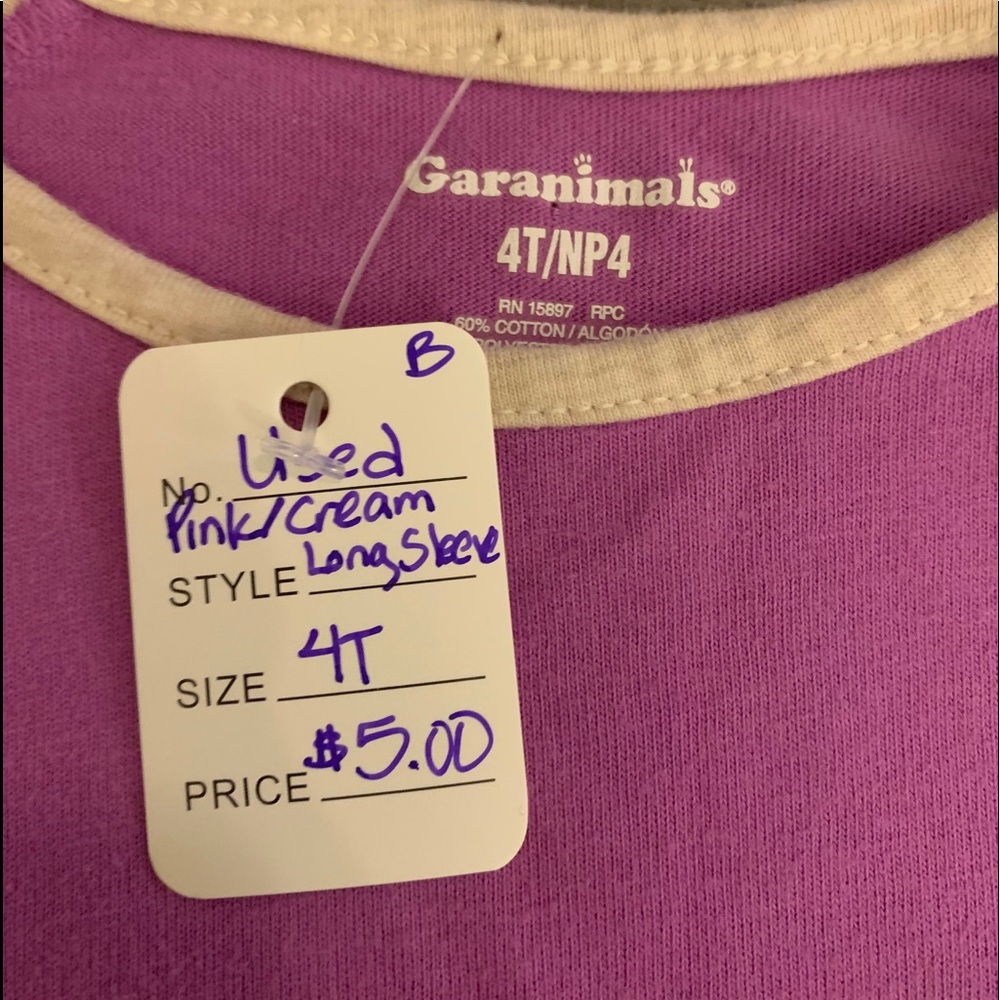 Garanimals®
4T/NP4
RN 15897 RPC
60% COTTON / ALGODÓN
B
No. Used
Pink/Cream
STYLE Long Sleeve
SIZE 4T
PRICE $5.00